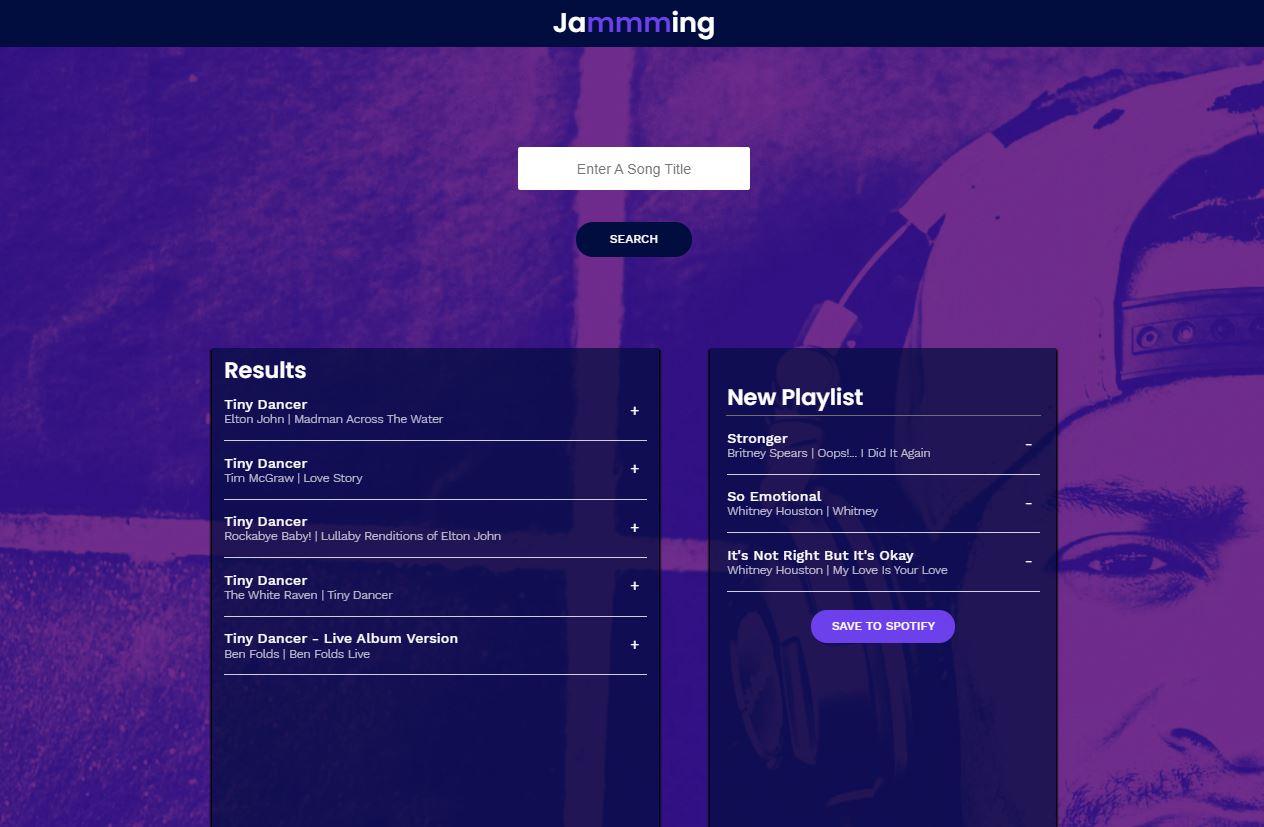 Jammming
Enter A Song Title
SEARCH
Results
Tiny Dancer
Elton John | Madman Across The Water
+
Tiny Dancer
Tim McGraw | Love Story
+
Tiny Dancer
Rockabye Baby! | Lullaby Renditions of Elton John
+
Tiny Dancer
The White Raven | Tiny Dancer
+
Tiny Dancer - Live Album Version
Ben Folds | Ben Folds Live
+
New Playlist
Stronger
Britney Spears | Oops!... I Did It Again
-
So Emotional
Whitney Houston | Whitney
-
It's Not Right But It's Okay
Whitney Houston | My Love Is Your Love
-
SAVE TO SPOTIFY